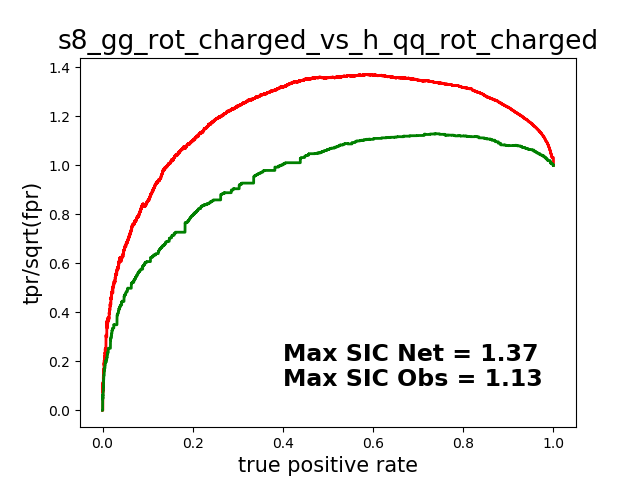 s8_gg_rot_charged_vs_h_qq_rot_charged
1.4
1.2
1.0
0.8
0.6
0.4
0.2
0.0
tpr/sqrt(fpr)
Max SIC Net = 1.37
Max SIC Obs = 1.13
0.0 0.2 0.4 0.6 0.8 1.0
true positive rate